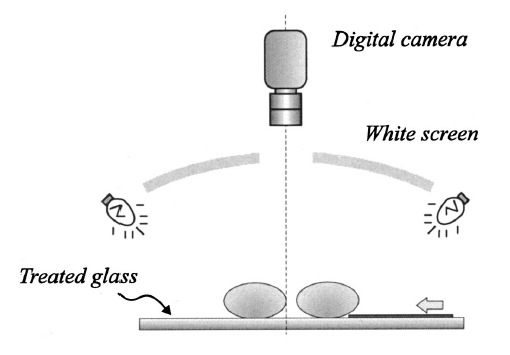 Digital camera
White screen
Treated glass